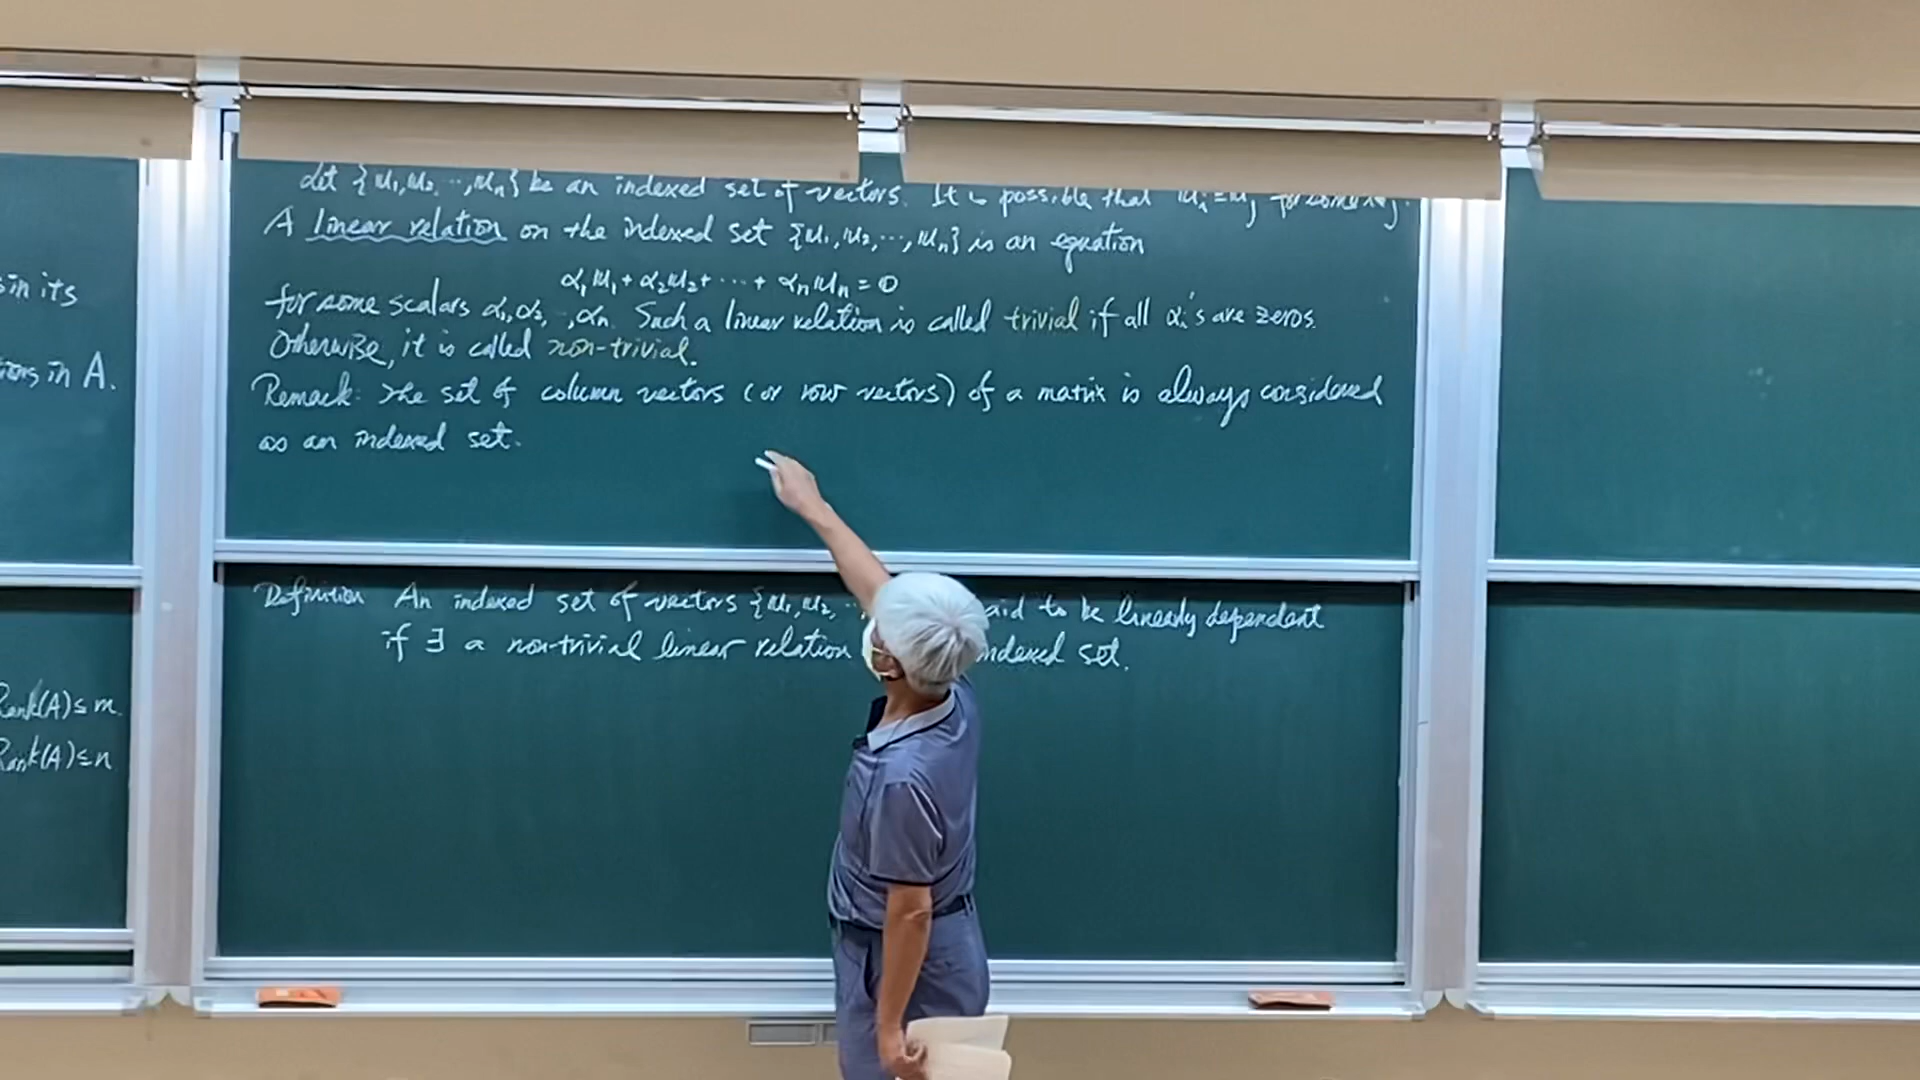 sin its
ions in A.
Rank(A) ≤ m.
Rank(A) ≤ n
Let {u₁, u₂, ⋯, uₙ} be an indexed set of vectors. It is possible that uᵢ = uⱼ for some i≠j.
A linear relation on the indexed set {u₁, u₂, ⋯, uₙ} is an equation
α₁u₁ + α₂u₂ + ⋯ + αₙuₙ = 0
for some scalars α₁, α₂, ⋯, αₙ. Such a linear relation is called trivial if all αᵢ's are zeros.
Otherwise, it is called non-trivial.
Remark: The set of column vectors (or row vectors) of a matrix is always considered
as an indexed set.
Definition An indexed set of vectors {u₁, u₂, ⋯ aid to be linearly dependent
if ∃ a non-trivial linear relation indexed set.